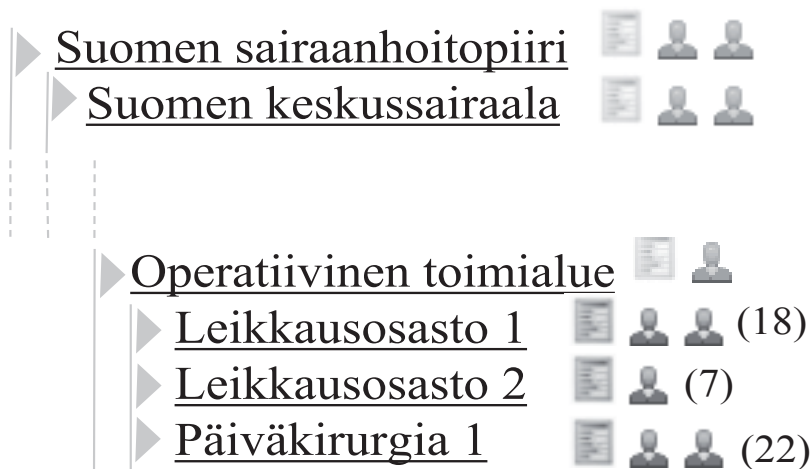 Suomen sairaanhoitopiiri
Suomen keskussairaala
Operatiivinen toimialue
Leikkausosasto 1 (18)
Leikkausosasto 2 (7)
Päiväkirurgia 1 (22)